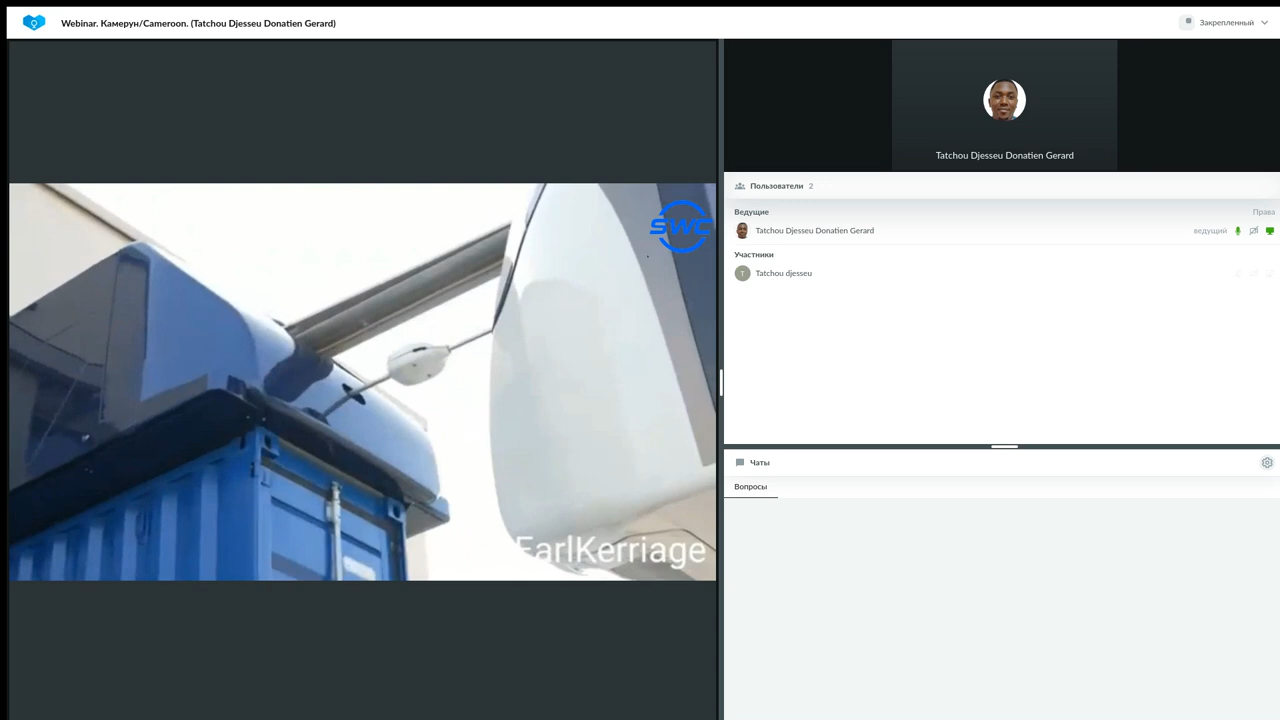 Webinar. Камерун/Cameroon. (Tatchou Djesseu Donatien Gerard)
Закрепленный
SWC
EarlKerriage
Tatchou Djesseu Donatien Gerard
Пользователи 2
Ведущие Права
Tatchou Djesseu Donatien Gerard ведущий
Участники
T Tatchou djesseu
Чаты
Вопросы